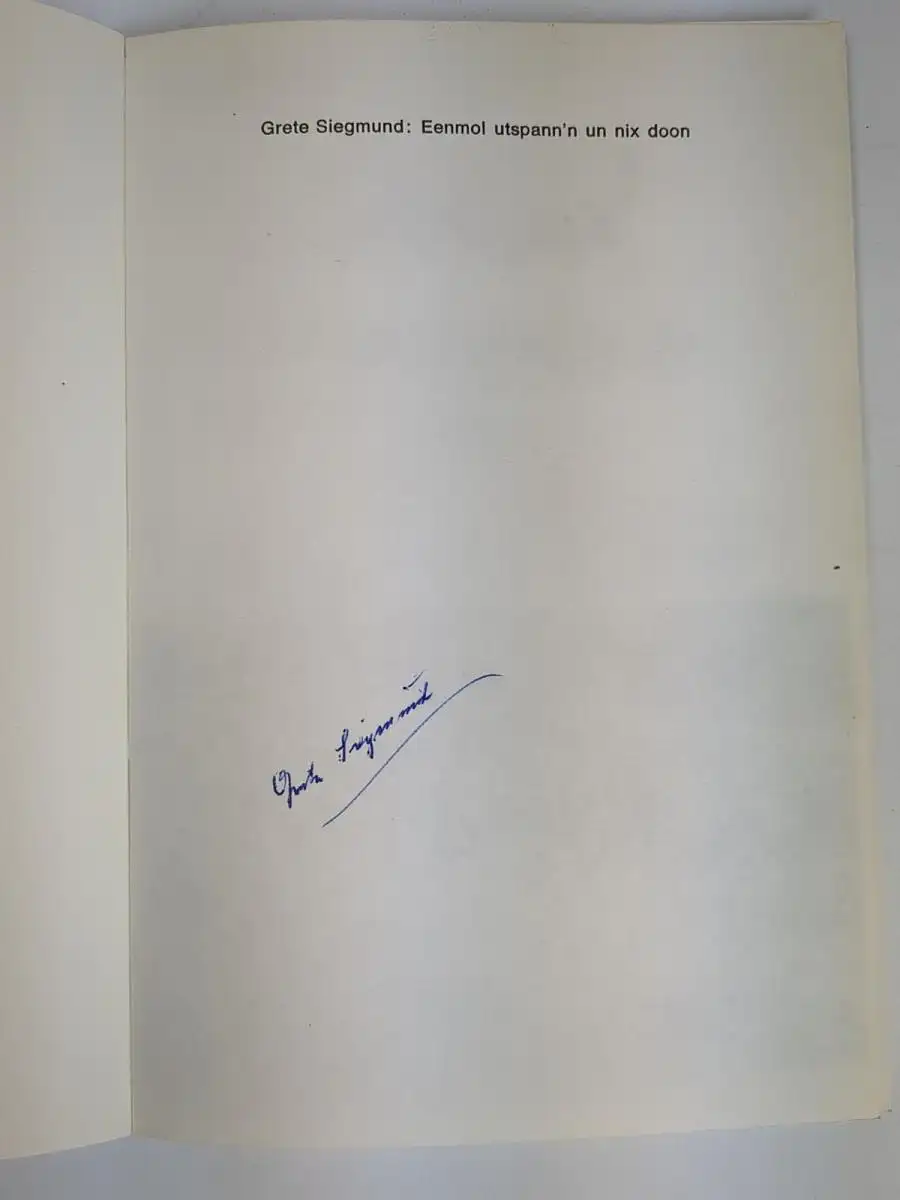 Grete Siegmund: Eenmol utspann'n un nix doon
Grete Siegmund